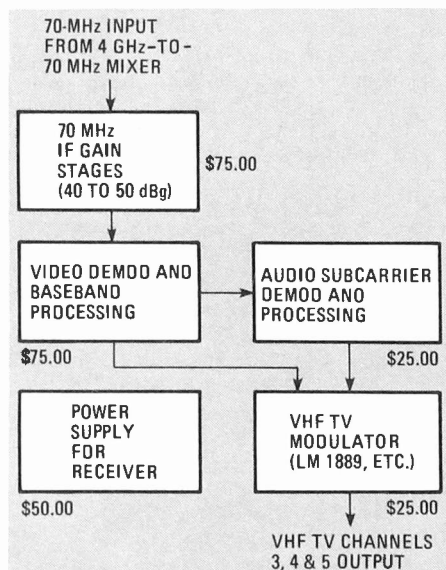 70-MHz INPUT
FROM 4 GHz-TO-
70 MHz MIXER
70 MHz
IF GAIN
STAGES
(40 TO 50 dBg)
$75.00
VIDEO DEMOD AND
BASEBAND
PROCESSING
$75.00
AUDIO SUBCARRIER
DEMOD ANO
PROCESSING
$25.00
POWER
SUPPLY
FOR
RECEIVER
$50.00
VHF TV
MODULATOR
(LM 1889, ETC.)
$25.00
VHF TV CHANNELS
3, 4 & 5 OUTPUT